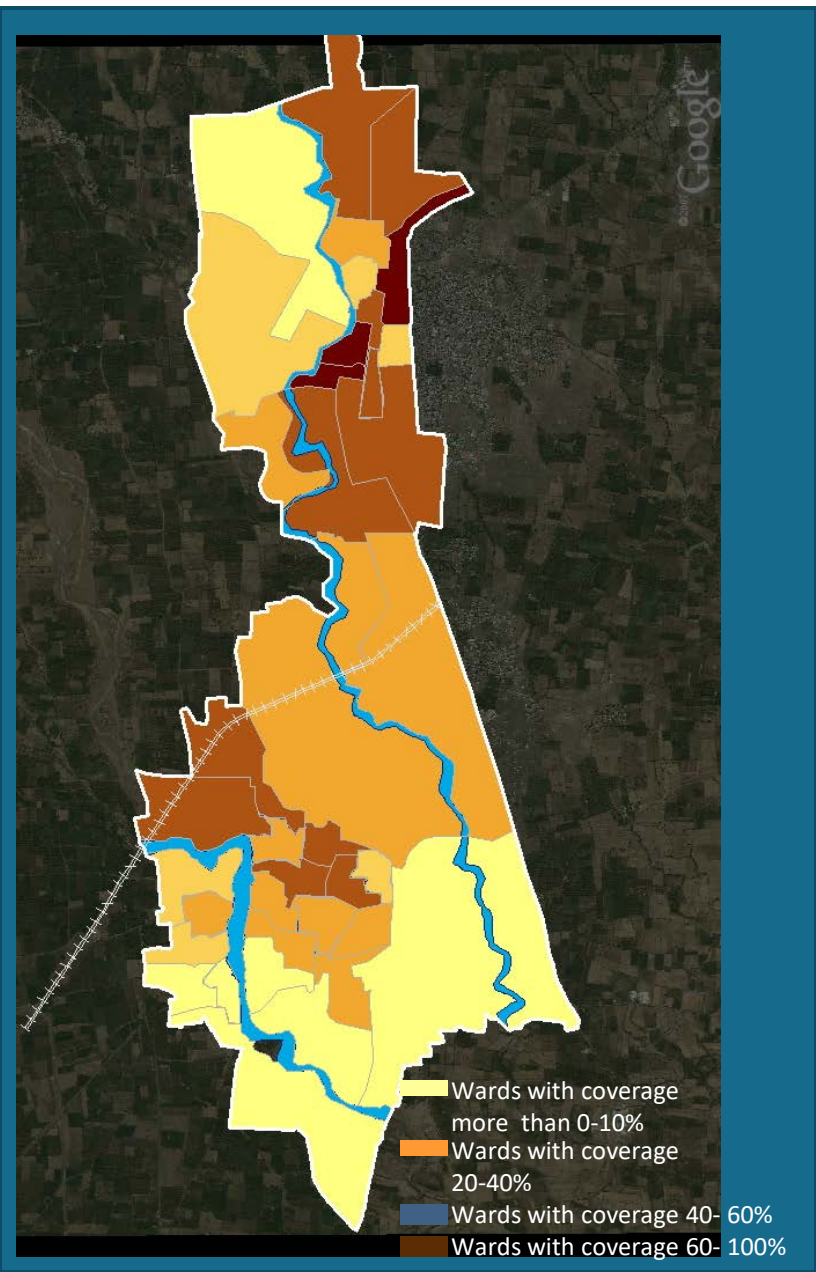 Google
Wards with coverage
more than 0-10%
Wards with coverage
20-40%
Wards with coverage 40- 60%
Wards with coverage 60- 100%